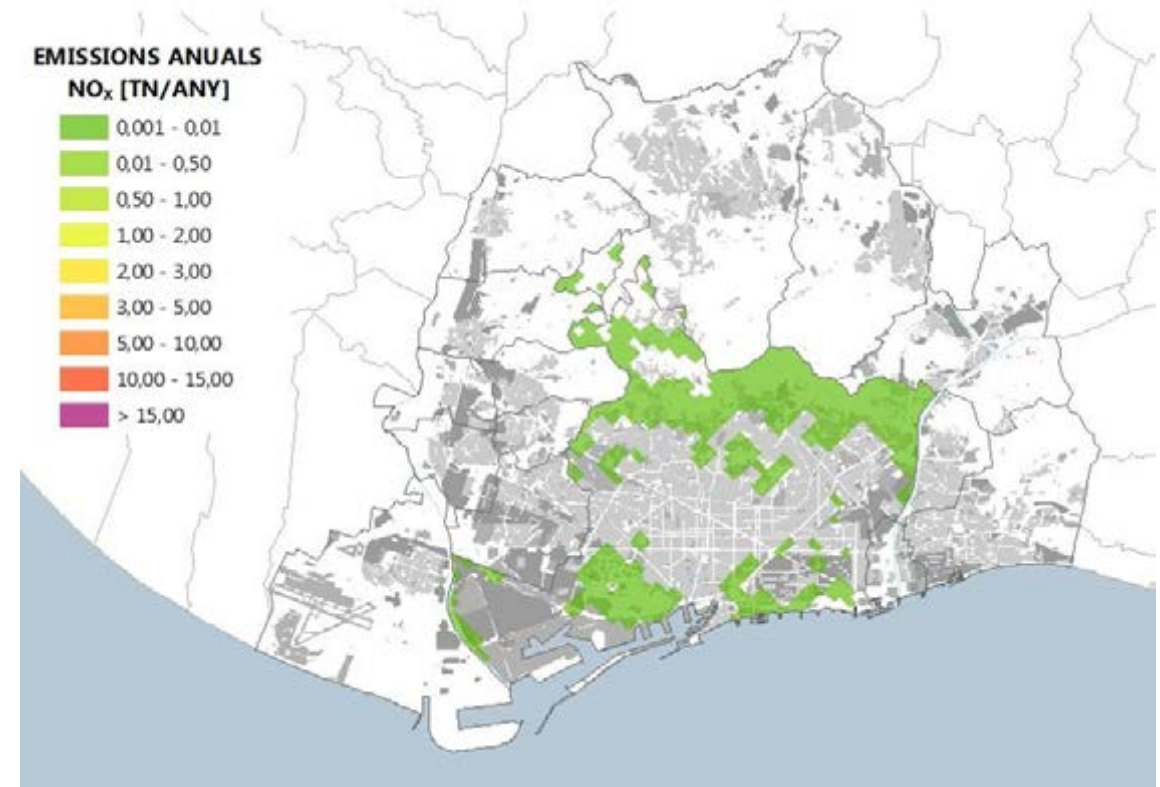 EMISSIONS ANUALS
NOx [TN/ANY]
0,001 - 0,01
0,01 - 0,50
0,50 - 1,00
1,00 - 2,00
2,00 - 3,00
3,00 - 5,00
5,00 - 10,00
10,00 - 15,00
> 15,00